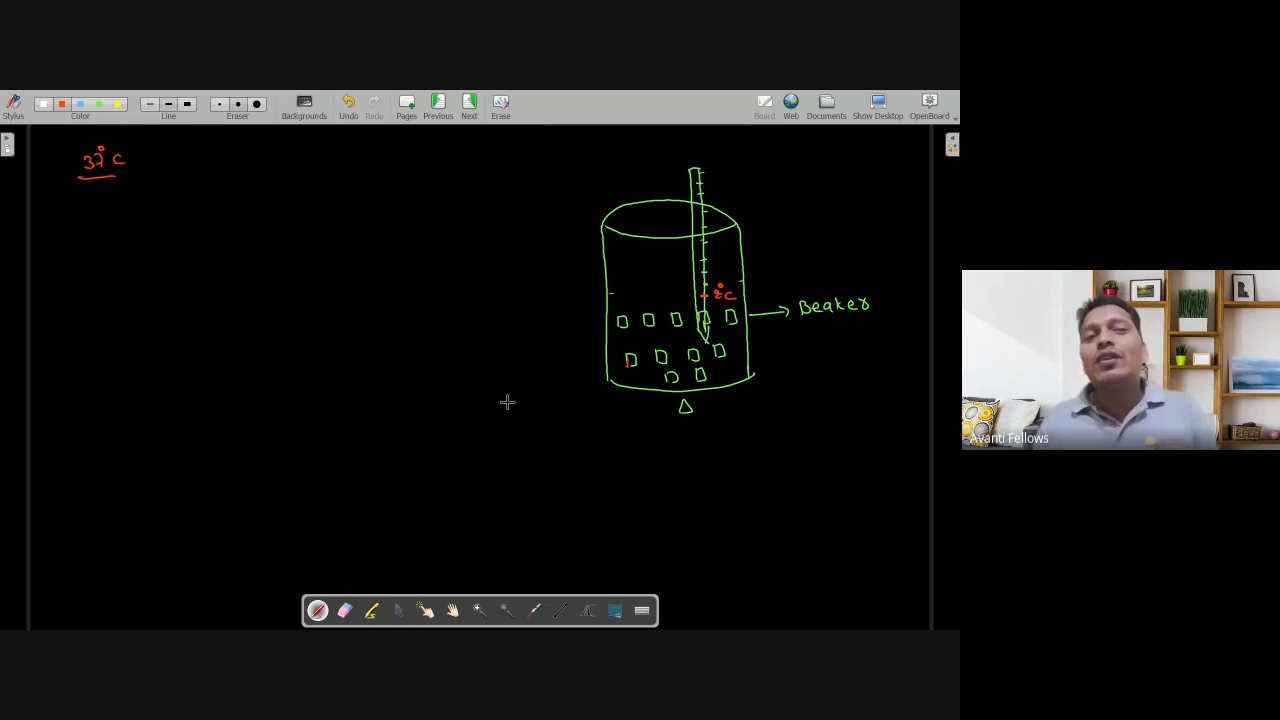 Stylus
Color
Line
Eraser
Backgrounds
Undo
Redo
Pages
Previous
Next
Erase
Board
Web
Documents
Show Desktop
OpenBoard
37°C
Beaker
Δ
Avanti Fellows